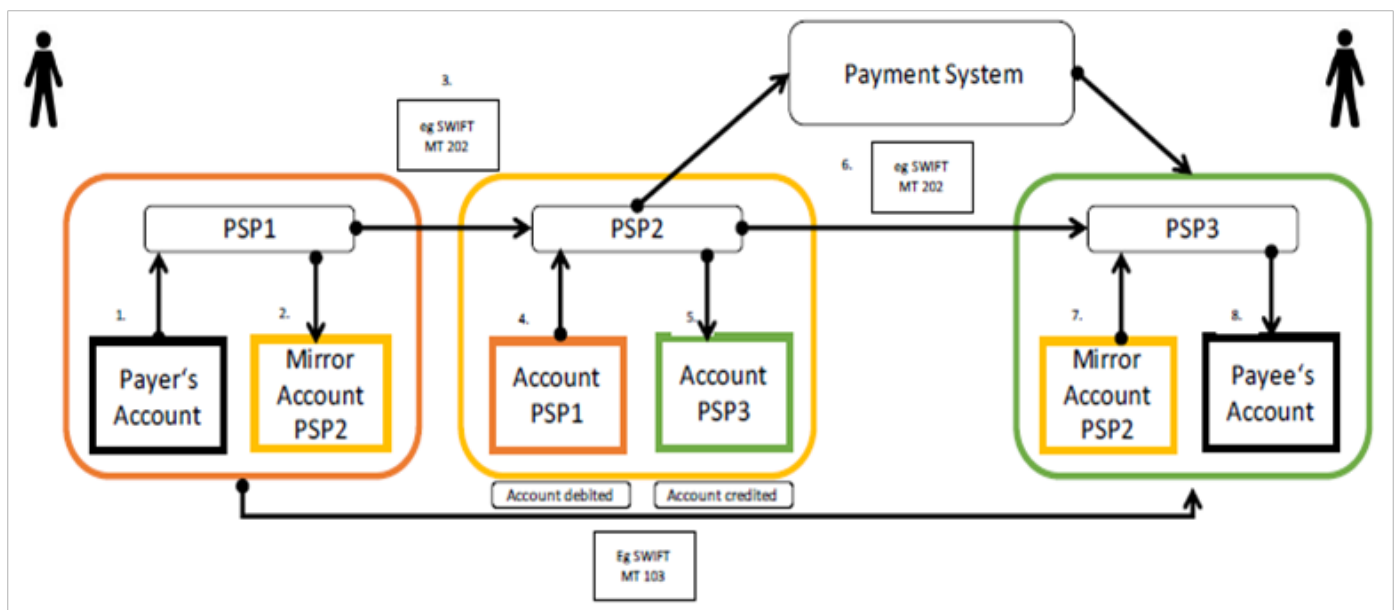 Payment System
3.
eg SWIFT
MT 202
6.
eg SWIFT
MT 202
PSP1
PSP2
PSP3
1.
2.
4.
5.
7.
8.
Payer's
Account
Mirror
Account
PSP2
Account
PSP1
Account
PSP3
Mirror
Account
PSP2
Payee's
Account
Account debited
Account credited
Eg SWIFT
MT 103